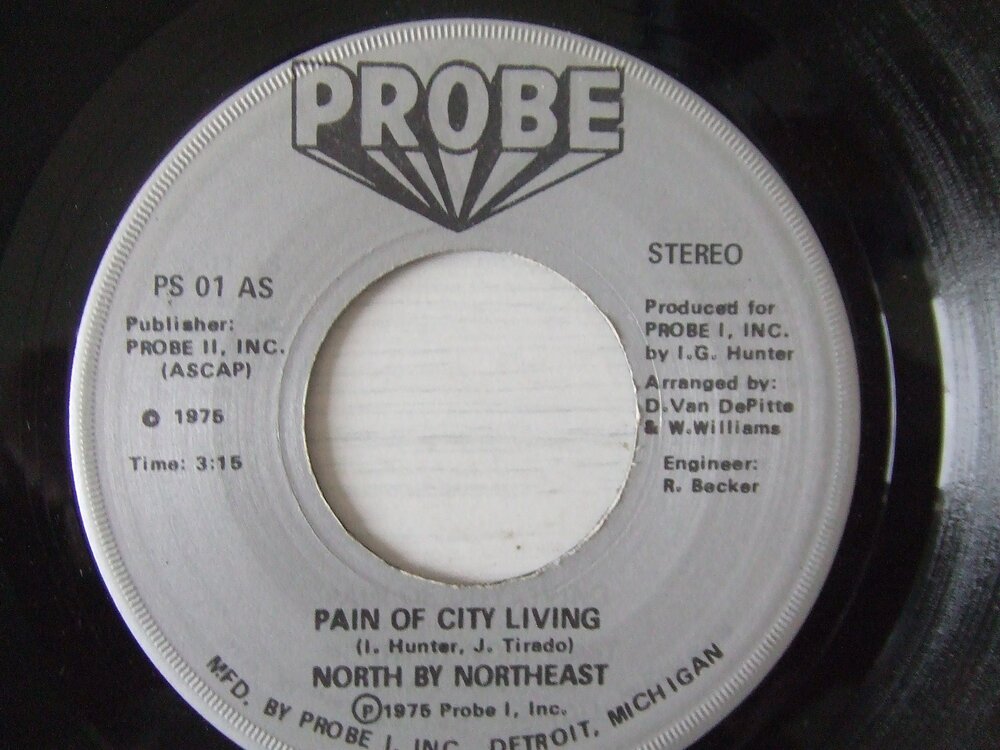 PROBE
STEREO
PS 01 AS
Publisher:
PROBE II, INC.
(ASCAP)
© 1975
Time: 3:15
Produced for
PROBE I, INC.
by I.G. Hunter
Arranged by:
D.Van DePitte
& W.Williams
Engineer:
R. Becker
PAIN OF CITY LIVING
(I. Hunter, J. Tirado)
NORTH BY NORTHEAST
℗1975 Probe I, Inc.
MFD. BY PROBE I, INC. DETROIT, MICHIGAN